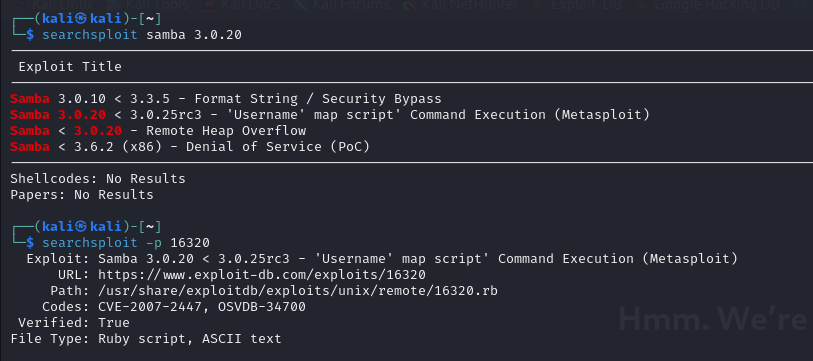 Kali Linux Kali Tools Kali Docs Kali Forums Kali NetHunter Exploit-DB Google Hacking DB
┌──(kali㉿kali)-[~]
└─$ searchsploit samba 3.0.20
Exploit Title
Samba 3.0.10 < 3.3.5 - Format String / Security Bypass
Samba 3.0.20 < 3.0.25rc3 - 'Username' map script' Command Execution (Metasploit)
Samba < 3.0.20 - Remote Heap Overflow
Samba < 3.6.2 (x86) - Denial of Service (PoC)
Shellcodes: No Results
Papers: No Results
┌──(kali㉿kali)-[~]
└─$ searchsploit -p 16320
Exploit: Samba 3.0.20 < 3.0.25rc3 - 'Username' map script' Command Execution (Metasploit)
URL: https://www.exploit-db.com/exploits/16320
Path: /usr/share/exploitdb/exploits/unix/remote/16320.rb
Codes: CVE-2007-2447, OSVDB-34700
Verified: True
File Type: Ruby script, ASCII text
Hmm. We're